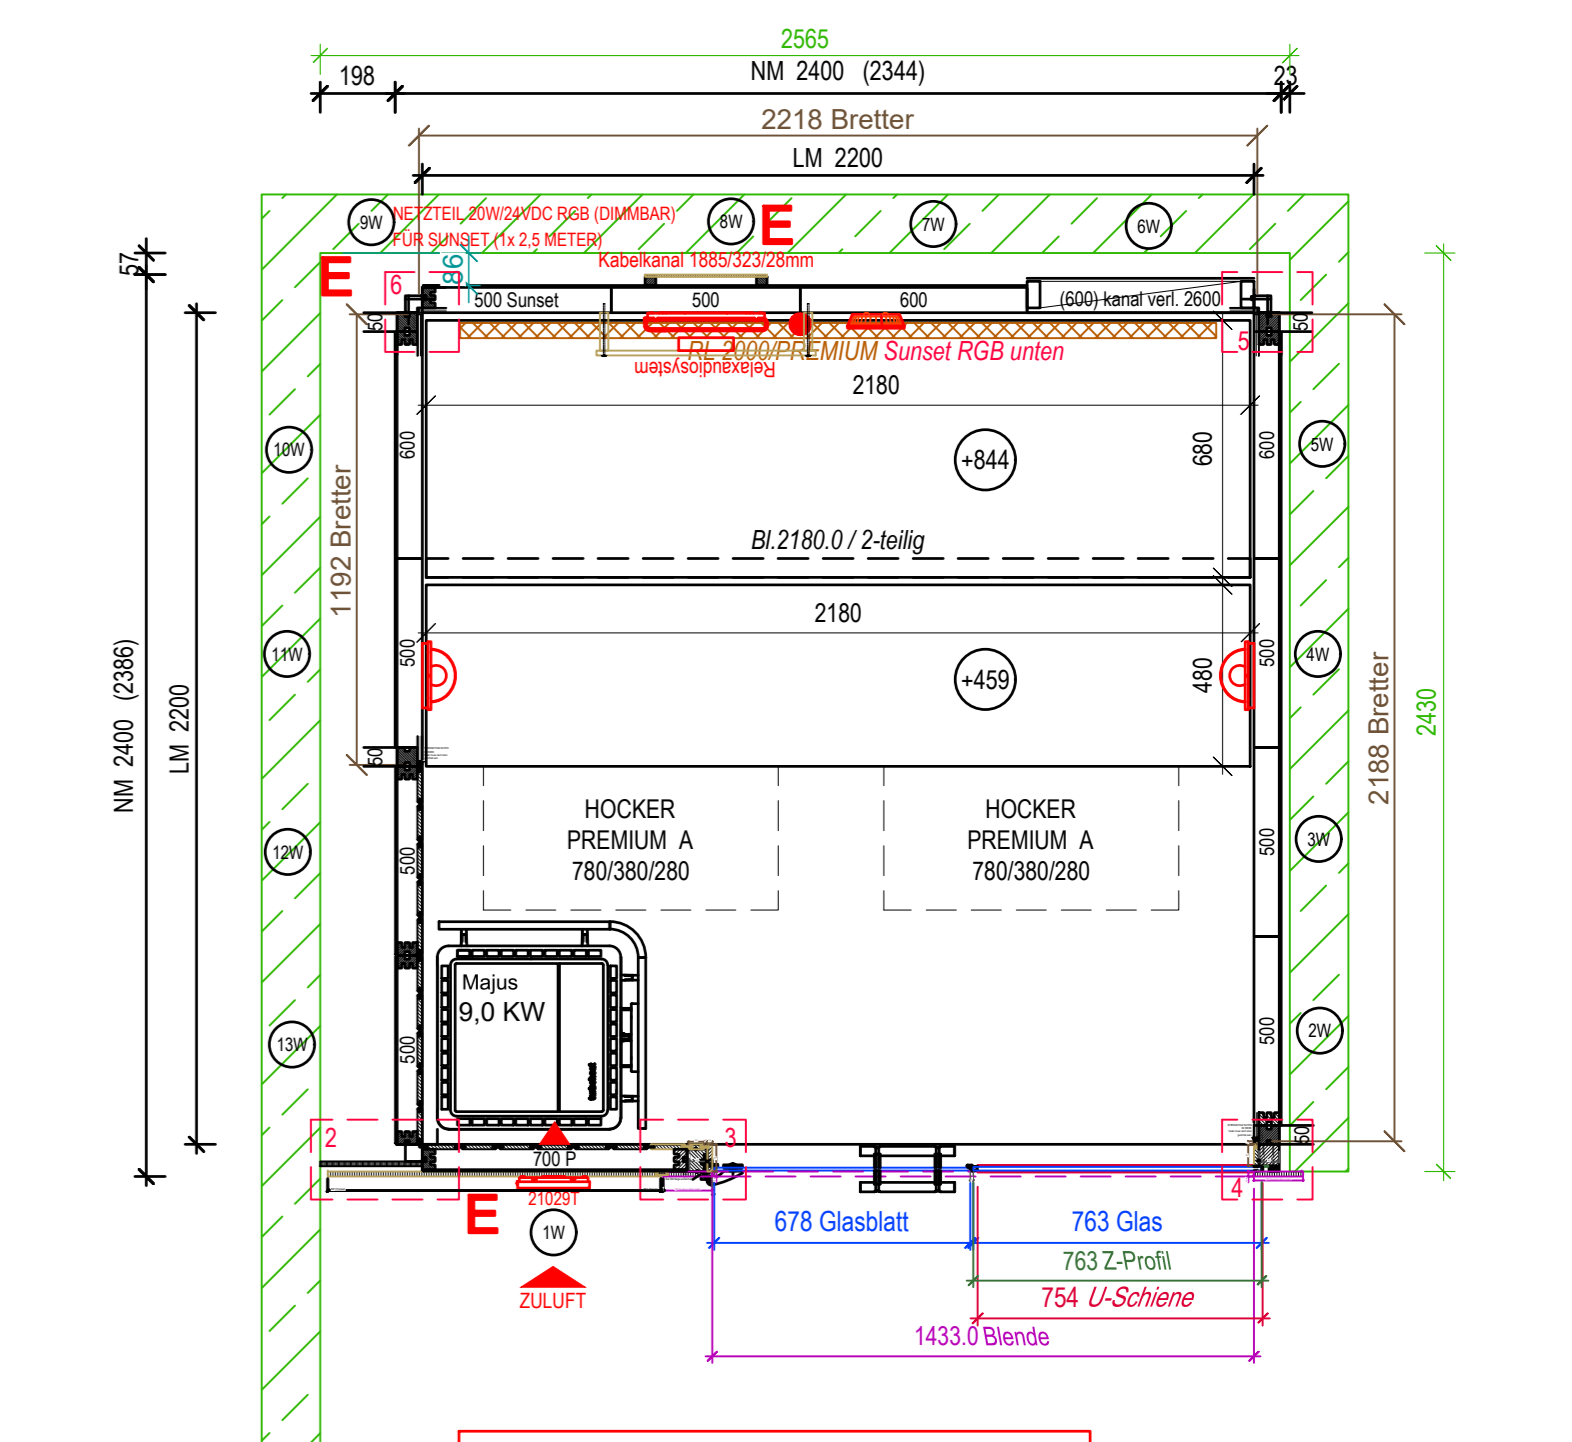 2565
198
NM 2400 (2344)
23
2218 Bretter
LM 2200
9W
NETZTEIL 20W/24VDC RGB (DIMMBAR)
FÜR SUNSET (1x 2,5 METER)
8W
E
7W
6W
57
E
86
Kabelkanal 1885/323/28mm
6
500 Sunset
500
600
(600) kanal verl. 2600
50
50
5
RL 2000/PREMIUM Sunset RGB unten
Relaxaudiosystem
2180
10W
600
+844
680
600
5W
1192 Bretter
Bl.2180.0 / 2-teilig
2180
11W
500
+459
480
500
4W
NM 2400 (2386)
LM 2200
2188 Bretter
2430
50
HOCKER
PREMIUM A
780/380/280
HOCKER
PREMIUM A
780/380/280
12W
500
500
3W
Majus
9,0 KW
13W
500
500
2W
2
3
50
700 P
4
21029T
E
1W
678 Glasblatt
763 Glas
763 Z-Profil
ZULUFT
754 U-Schiene
1433.0 Blende